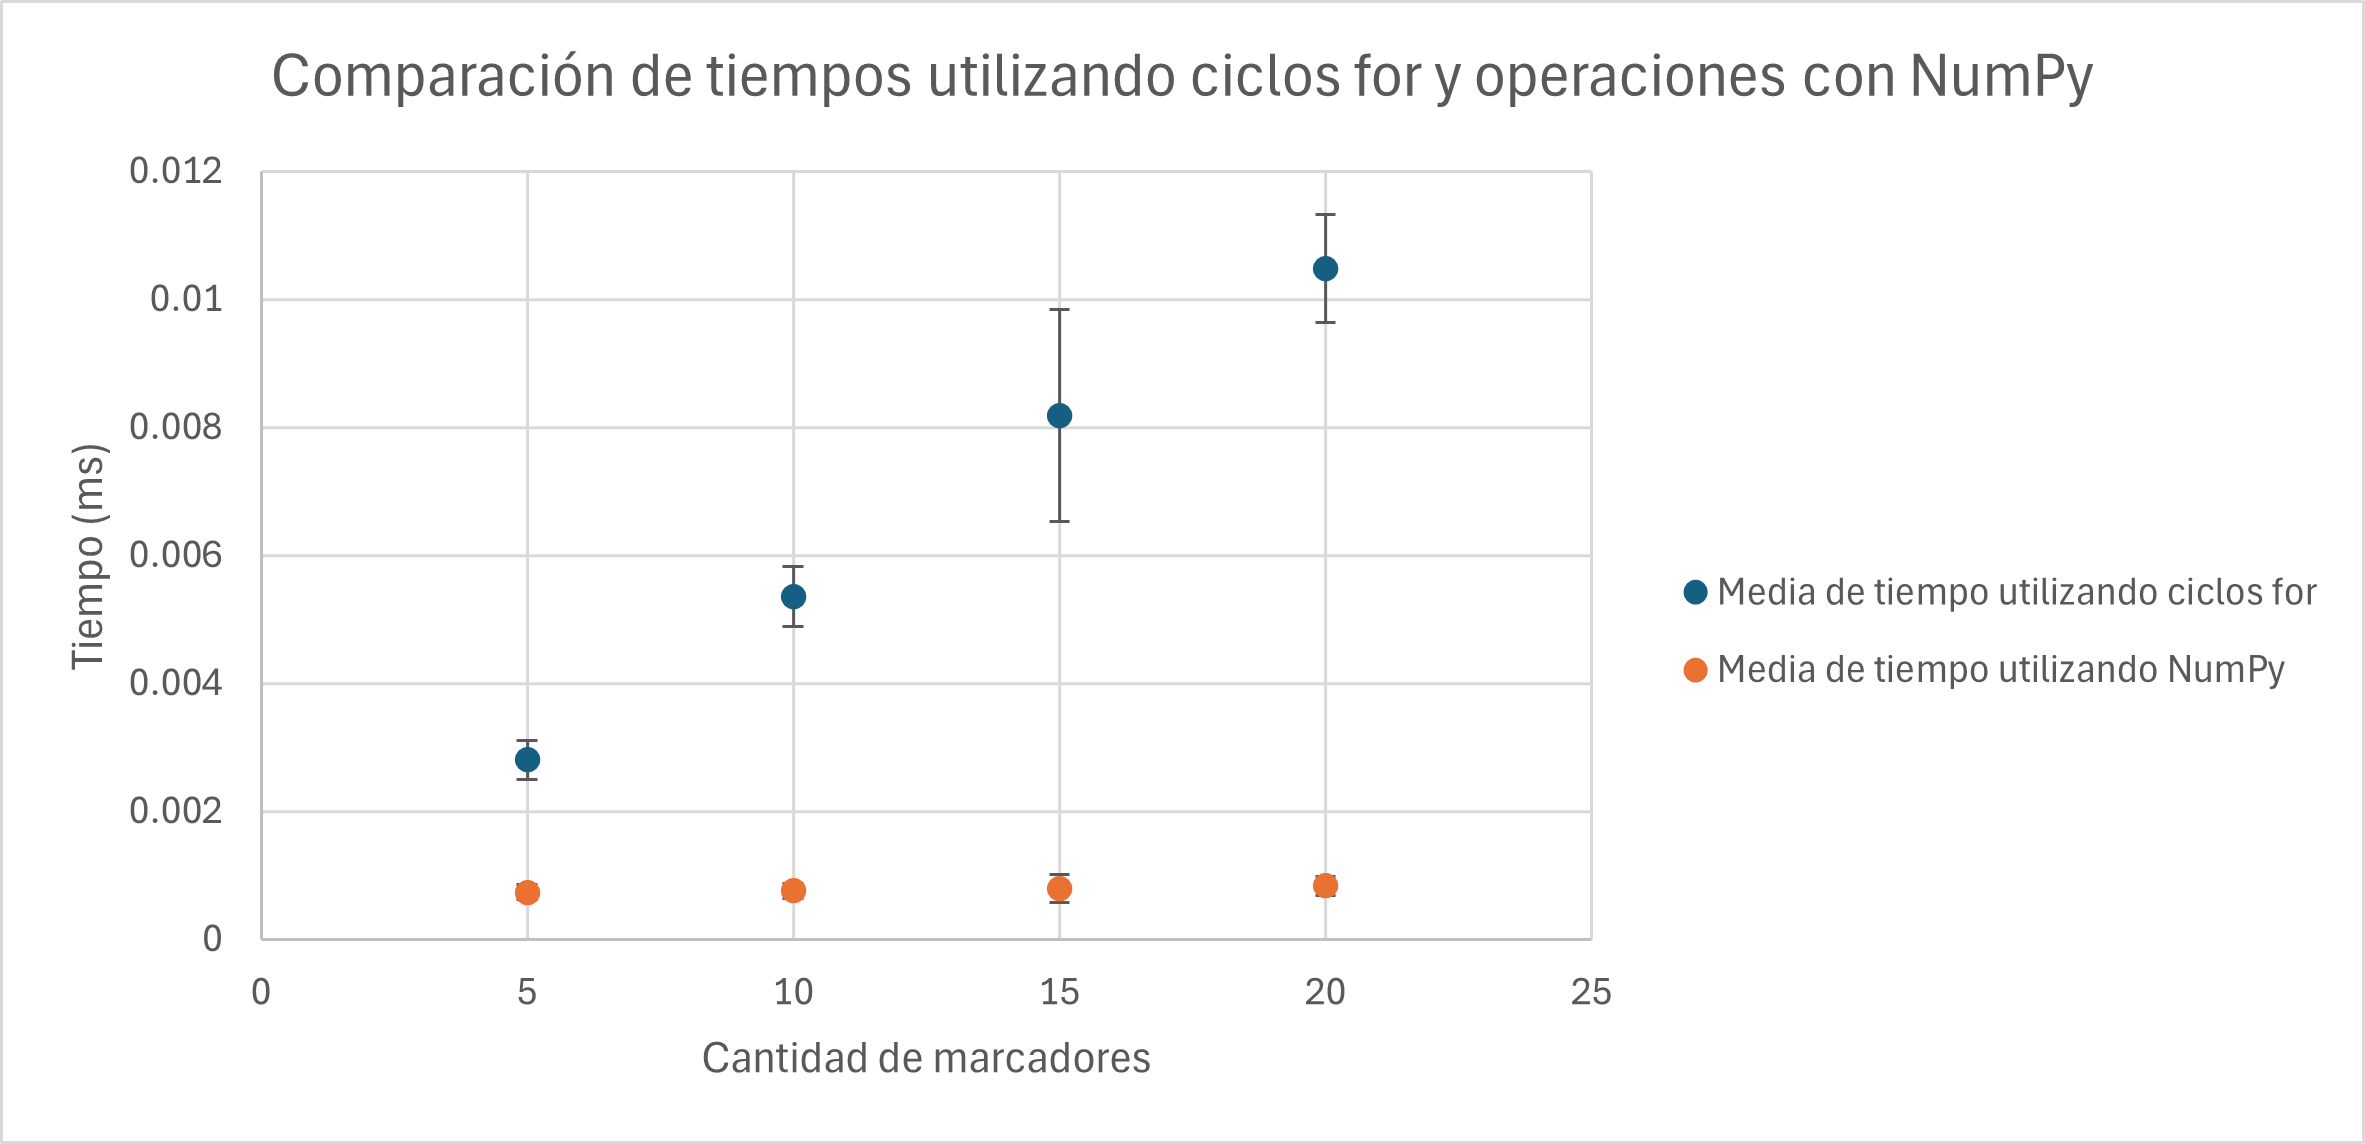 Comparación de tiempos utilizando ciclos for y operaciones con NumPy
0.012
0.01
0.008
0.006
0.004
0.002
0
Tiempo (ms)
0 5 10 15 20 25
Cantidad de marcadores
Media de tiempo utilizando ciclos for
Media de tiempo utilizando NumPy